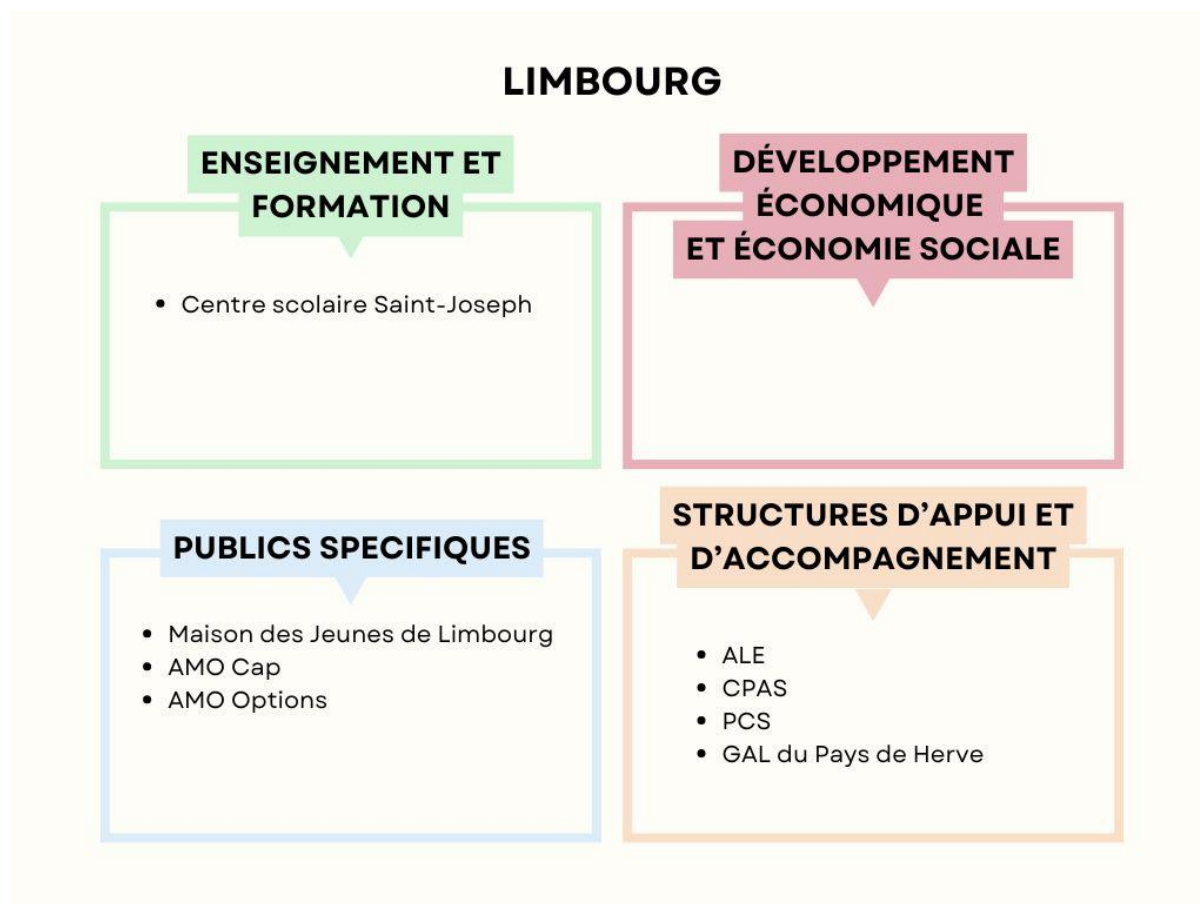 LIMBOURG
ENSEIGNEMENT ET
FORMATION
• Centre scolaire Saint-Joseph
DÉVELOPPEMENT
ÉCONOMIQUE
ET ÉCONOMIE SOCIALE
PUBLICS SPECIFIQUES
• Maison des Jeunes de Limbourg
• AMO Cap
• AMO Options
STRUCTURES D’APPUI ET
D’ACCOMPAGNEMENT
• ALE
• CPAS
• PCS
• GAL du Pays de Herve